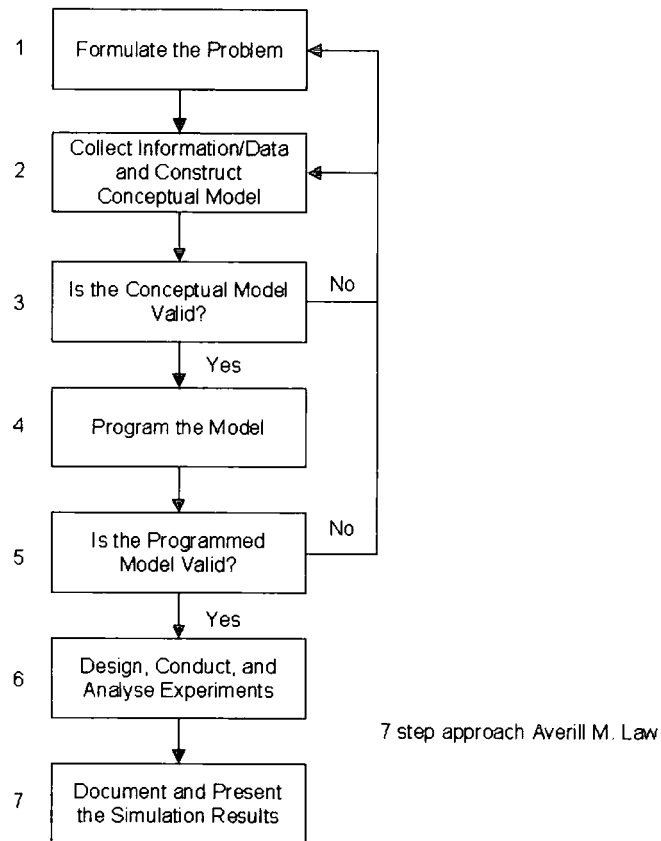 1
Formulate the Problem
2
Collect Information/Data
and Construct
Conceptual Model
3
Is the Conceptual Model
Valid?
No
Yes
4
Program the Model
5
Is the Programmed
Model Valid?
No
Yes
6
Design, Conduct, and
Analyse Experiments
7 step approach Averill M. Law
7
Document and Present
the Simulation Results